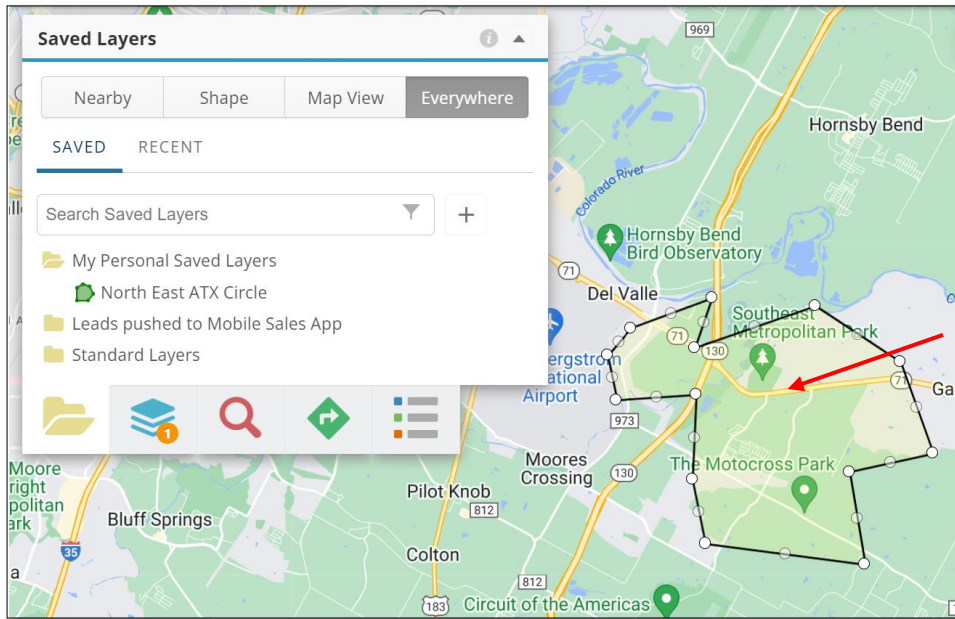 Saved Layers
Nearby
Shape
Map View
Everywhere
SAVED
RECENT
Search Saved Layers
+
My Personal Saved Layers
North East ATX Circle
Leads pushed to Mobile Sales App
Standard Layers
1
969
Hornsby Bend
Colorado River
Hornsby Bend
Bird Observatory
71
Del Valle
Southeast
Metropolitan Park
71
130
71
ational
Airport
Ga
973
Moores
Crossing
130
The Motocross Park
Moore
right
politan
ark
Pilot Knob
812
Bluff Springs
35
Colton
a
812
183
Circuit of the Americas